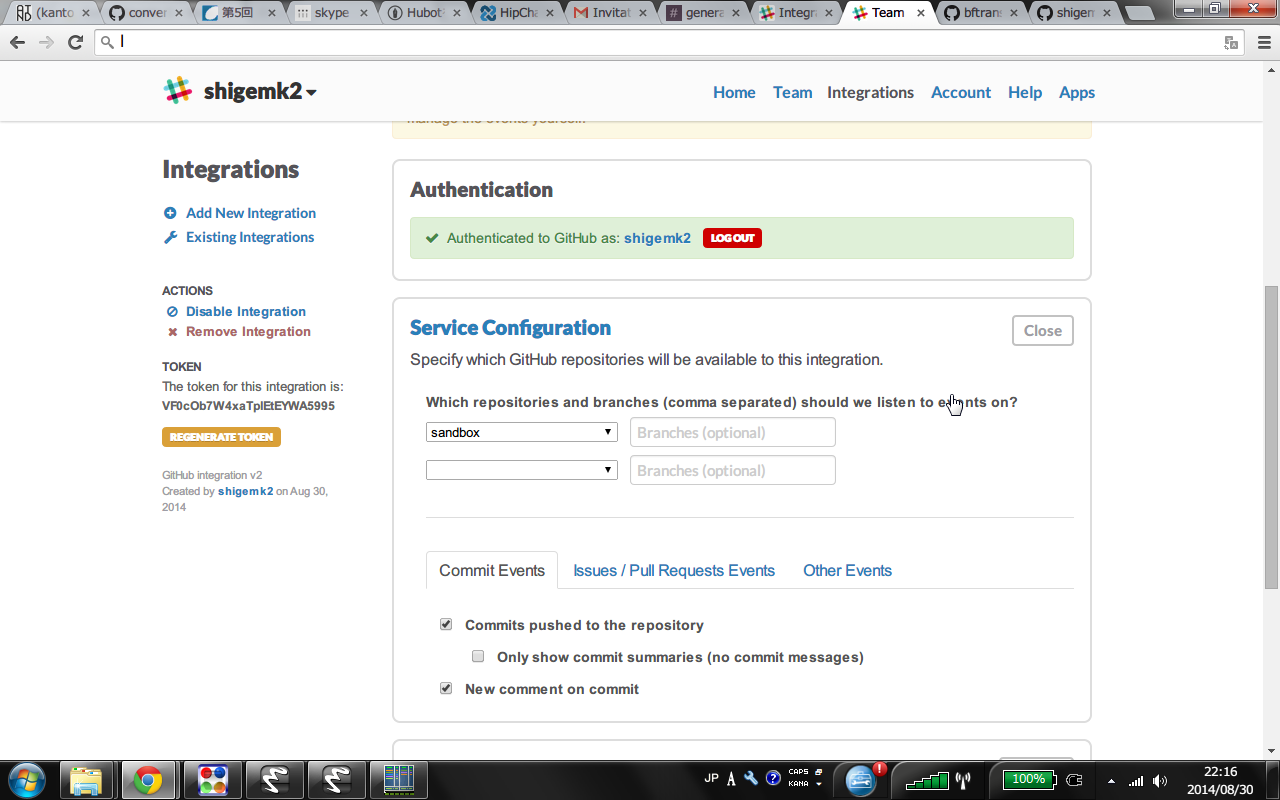 (kanto
conver
第5回
skype
Hubot
HipCha
Invitat
genera
Integra
Team
bftran
shigem
shigemk2
Home Team Integrations Account Help Apps
manage the events yourself.
Integrations
Add New Integration
Existing Integrations
ACTIONS
Disable Integration
Remove Integration
TOKEN
The token for this integration is:
VF0cOb7W4xaTplEtEYWA5995
REGENERATE TOKEN
GitHub integration v2
Created by shigemk2 on Aug 30,
2014
Authentication
Authenticated to GitHub as: shigemk2 LOG OUT
Service Configuration
Close
Specify which GitHub repositories will be available to this integration.
Which repositories and branches (comma separated) should we listen to events on?
sandbox Branches (optional)
Branches (optional)
Commit Events Issues / Pull Requests Events Other Events
Commits pushed to the repository
Only show commit summaries (no commit messages)
New comment on commit
JP A CAPS
KANA
100%
22:16
2014/08/30